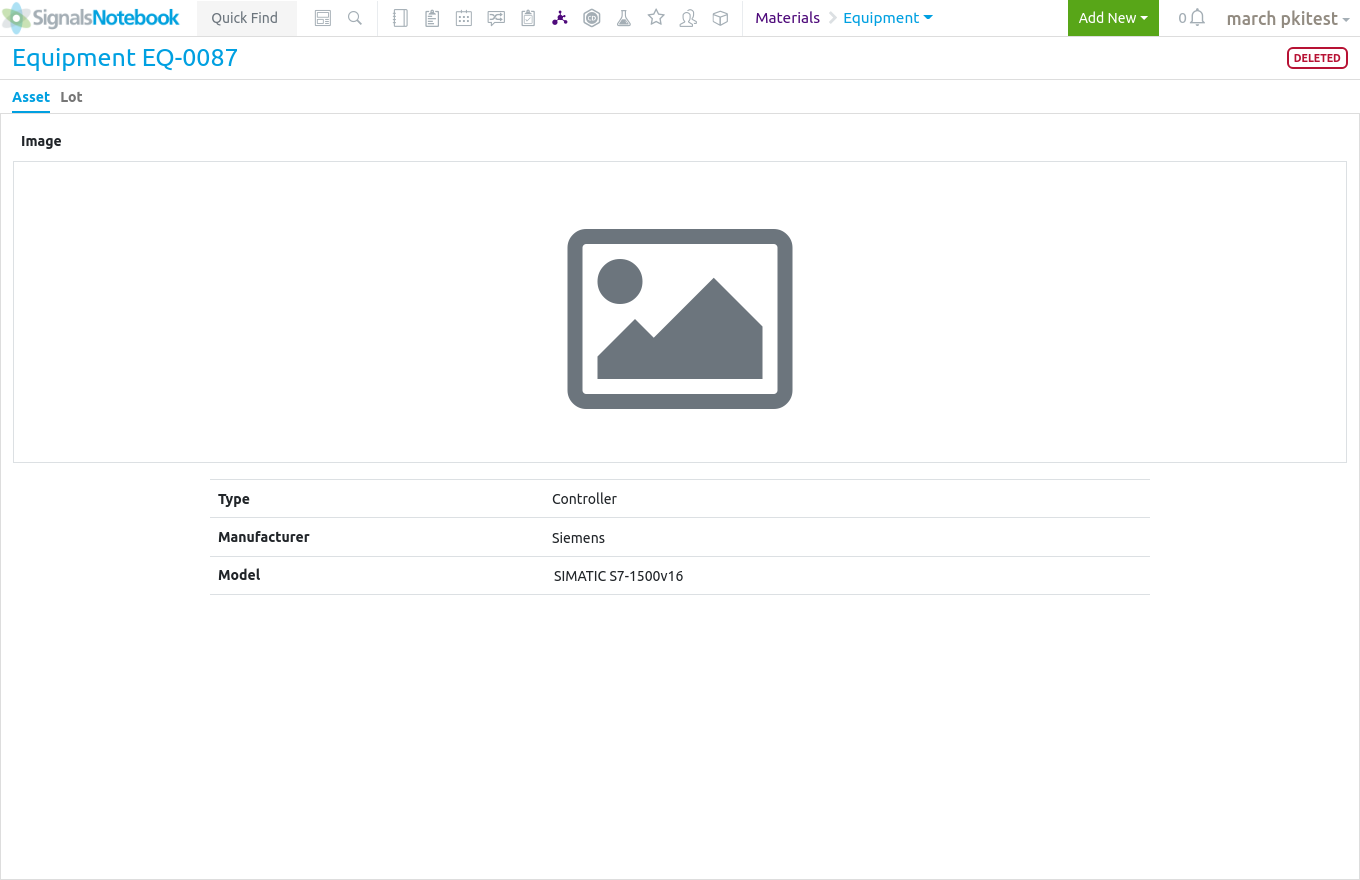 SignalsNotebook Quick Find Materials Equipment Add New 0 march pkitest
Equipment EQ-0087 DELETED
Asset Lot
Image
Type Controller
Manufacturer Siemens
Model SIMATIC S7-1500v16